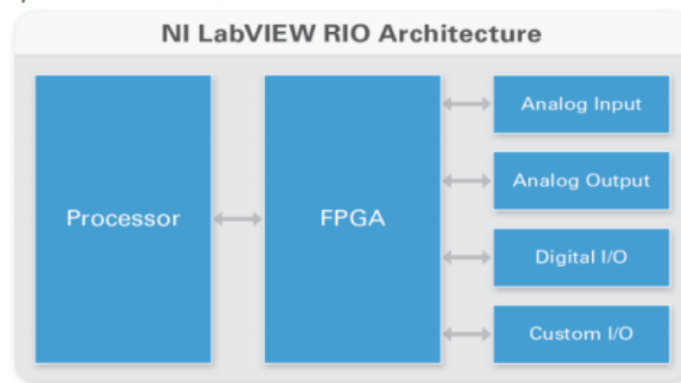 NI LabVIEW RIO Architecture
Processor
FPGA
Analog Input
Analog Output
Digital I/O
Custom I/O